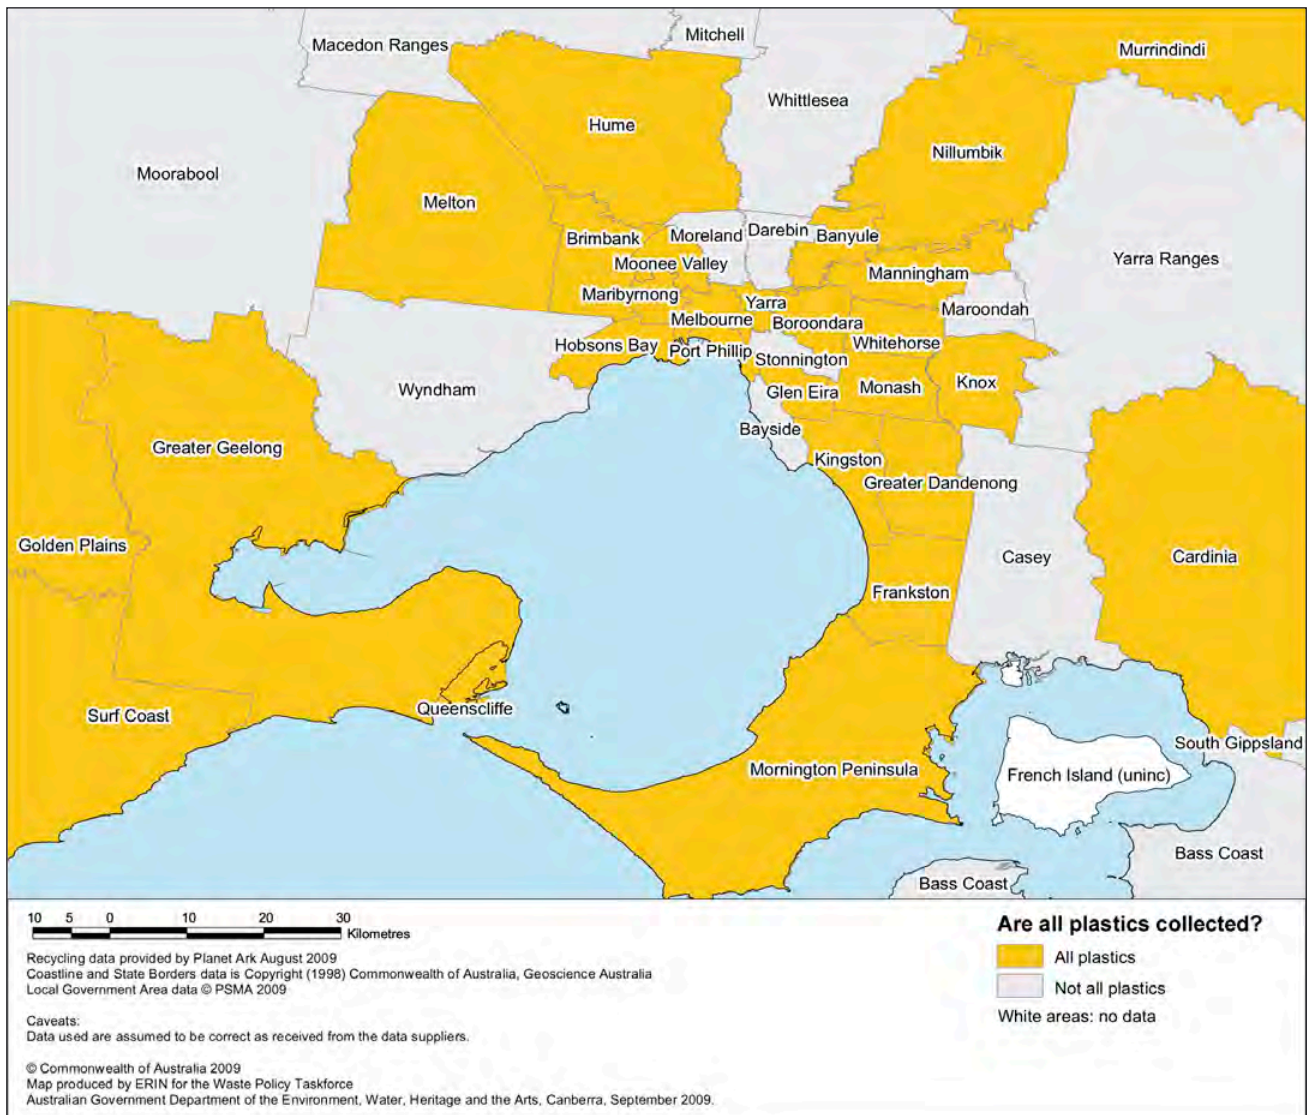 Mitchell
Macedon Ranges
Murrindindi
Whittlesea
Hume
Nillumbik
Moorabool
Melton
Darebin
Moreland
Banyule
Brimbank
Yarra Ranges
Moonee Valley
Manningham
Maribyrnong
Yarra
Maroondah
Melbourne
Boroondara
Whitehorse
Hobsons Bay
Port Phillip
Stonnington
Knox
Monash
Wyndham
Glen Eira
Bayside
Greater Geelong
Kingston
Greater Dandenong
Golden Plains
Casey
Cardinia
Frankston
Queenscliffe
Surf Coast
South Gippsland
Mornington Peninsula
French Island (uninc)
Bass Coast
Bass Coast
10 5 0 10 20 30
Kilometres
Recycling data provided by Planet Ark August 2009
Coastline and State Borders data is Copyright (1998) Commonwealth of Australia, Geoscience Australia
Local Government Area data © PSMA 2009
Caveats:
Data used are assumed to be correct as received from the data suppliers.
© Commonwealth of Australia 2009
Map produced by ERIN for the Waste Policy Taskforce
Australian Government Department of the Environment, Water, Heritage and the Arts, Canberra, September 2009.
Are all plastics collected?
All plastics
Not all plastics
White areas: no data